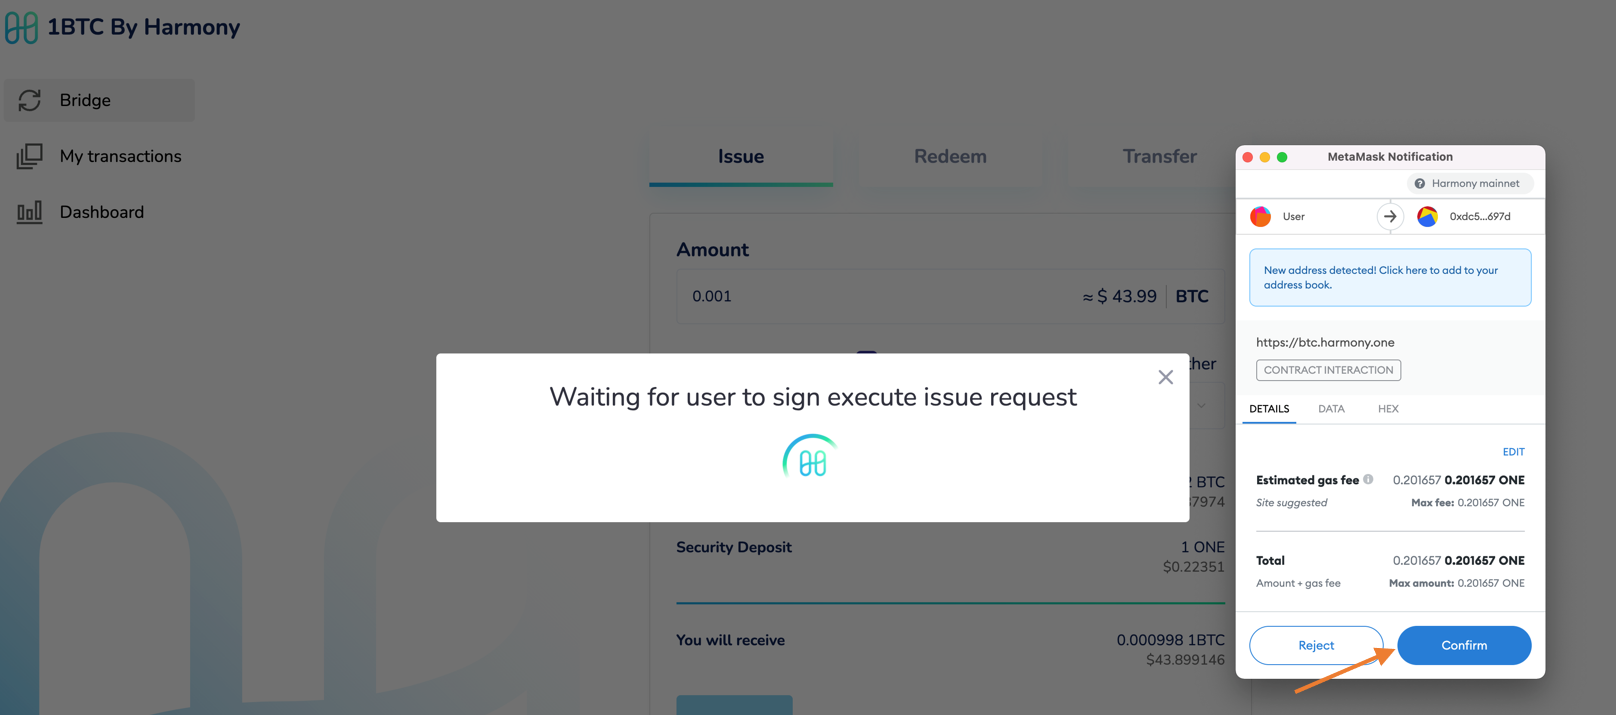 1BTC By Harmony
Bridge
My transactions
Dashboard
Issue
Redeem
Transfer
Amount
0.001
≈ $ 43.99
BTC
Waiting for user to sign execute issue request
BTC
Security Deposit
1 ONE
$0.22351
You will receive
0.000998 1BTC
$43.899146
MetaMask Notification
Harmony mainnet
User
0xdc5...697d
New address detected! Click here to add to your
address book.
https://btc.harmony.one
CONTRACT INTERACTION
DETAILS
DATA
HEX
EDIT
Estimated gas fee
0.201657 0.201657 ONE
Site suggested
Max fee: 0.201657 ONE
Total
0.201657 0.201657 ONE
Amount + gas fee
Max amount: 0.201657 ONE
Reject
Confirm